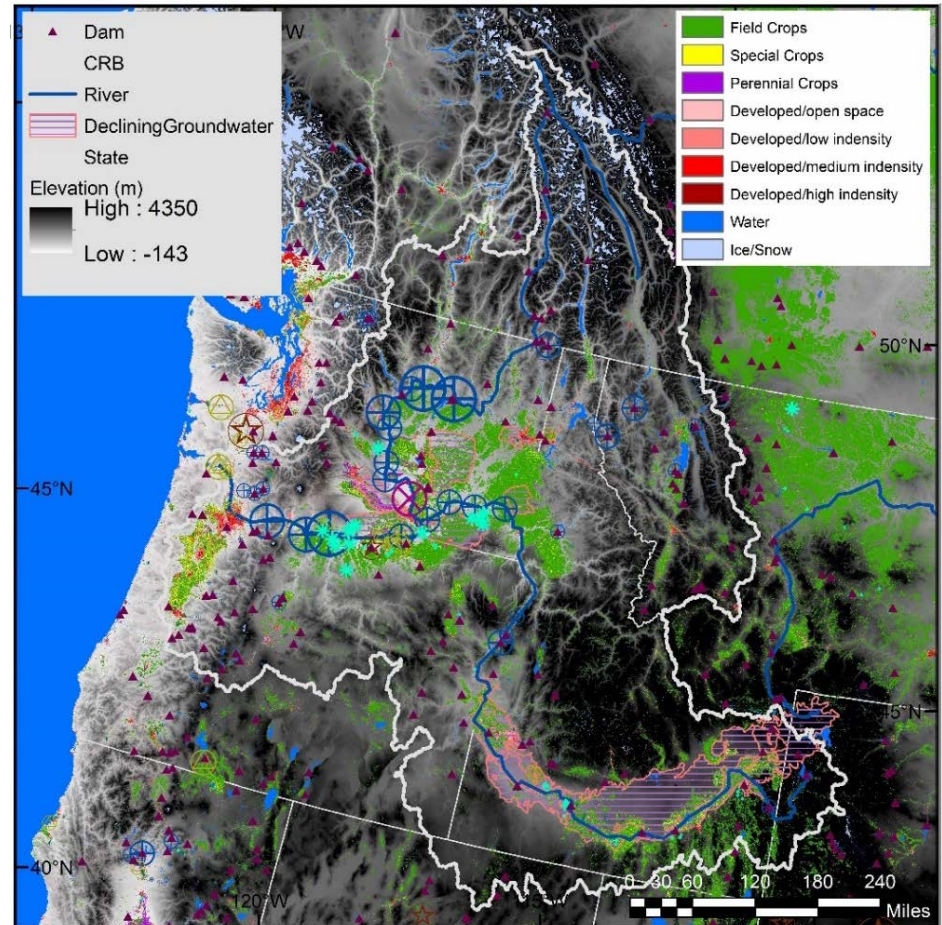 Dam
CRB
River
DecliningGroundwater
State
Elevation (m)
High : 4350
Low : -143
Field Crops
Special Crops
Perennial Crops
Developed/open space
Developed/low indensity
Developed/medium indensity
Developed/high indensity
Water
Ice/Snow
50°N
45°N
45°N
40°N
120°W
0 30 60 120 180 240
Miles